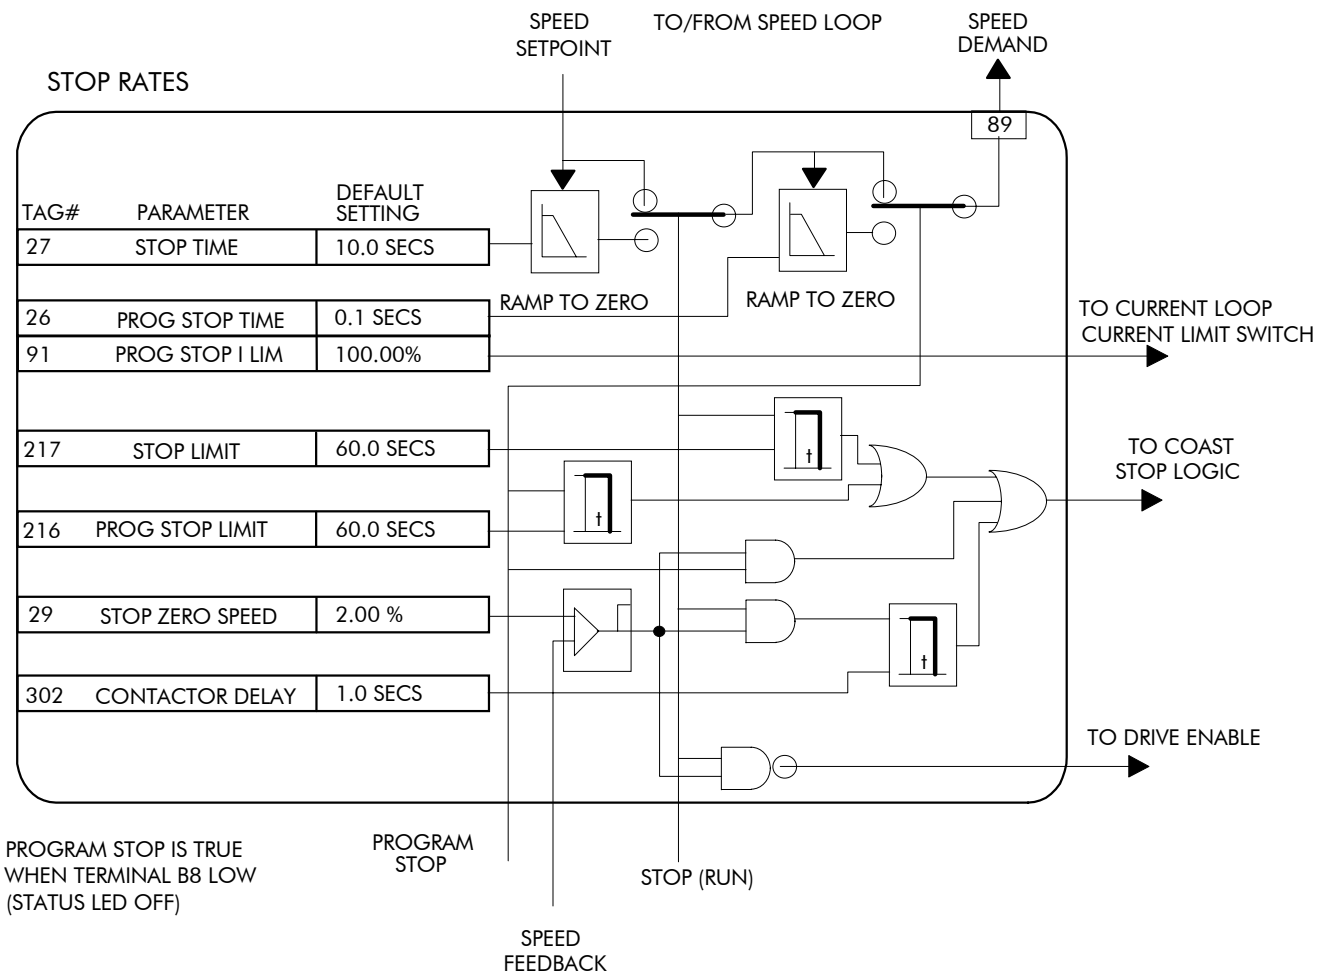 SPEED
SETPOINT
TO/FROM SPEED LOOP
SPEED
DEMAND
STOP RATES
89
TAG#
PARAMETER
DEFAULT
SETTING
27 STOP TIME 10.0 SECS
RAMP TO ZERO
RAMP TO ZERO
26 PROG STOP TIME 0.1 SECS
91 PROG STOP I LIM 100.00%
TO CURRENT LOOP
CURRENT LIMIT SWITCH
217 STOP LIMIT 60.0 SECS
t
TO COAST
STOP LOGIC
216 PROG STOP LIMIT 60.0 SECS
t
29 STOP ZERO SPEED 2.00 %
t
302 CONTACTOR DELAY 1.0 SECS
TO DRIVE ENABLE
PROGRAM STOP IS TRUE
WHEN TERMINAL B8 LOW
(STATUS LED OFF)
PROGRAM
STOP
STOP (RUN)
SPEED
FEEDBACK